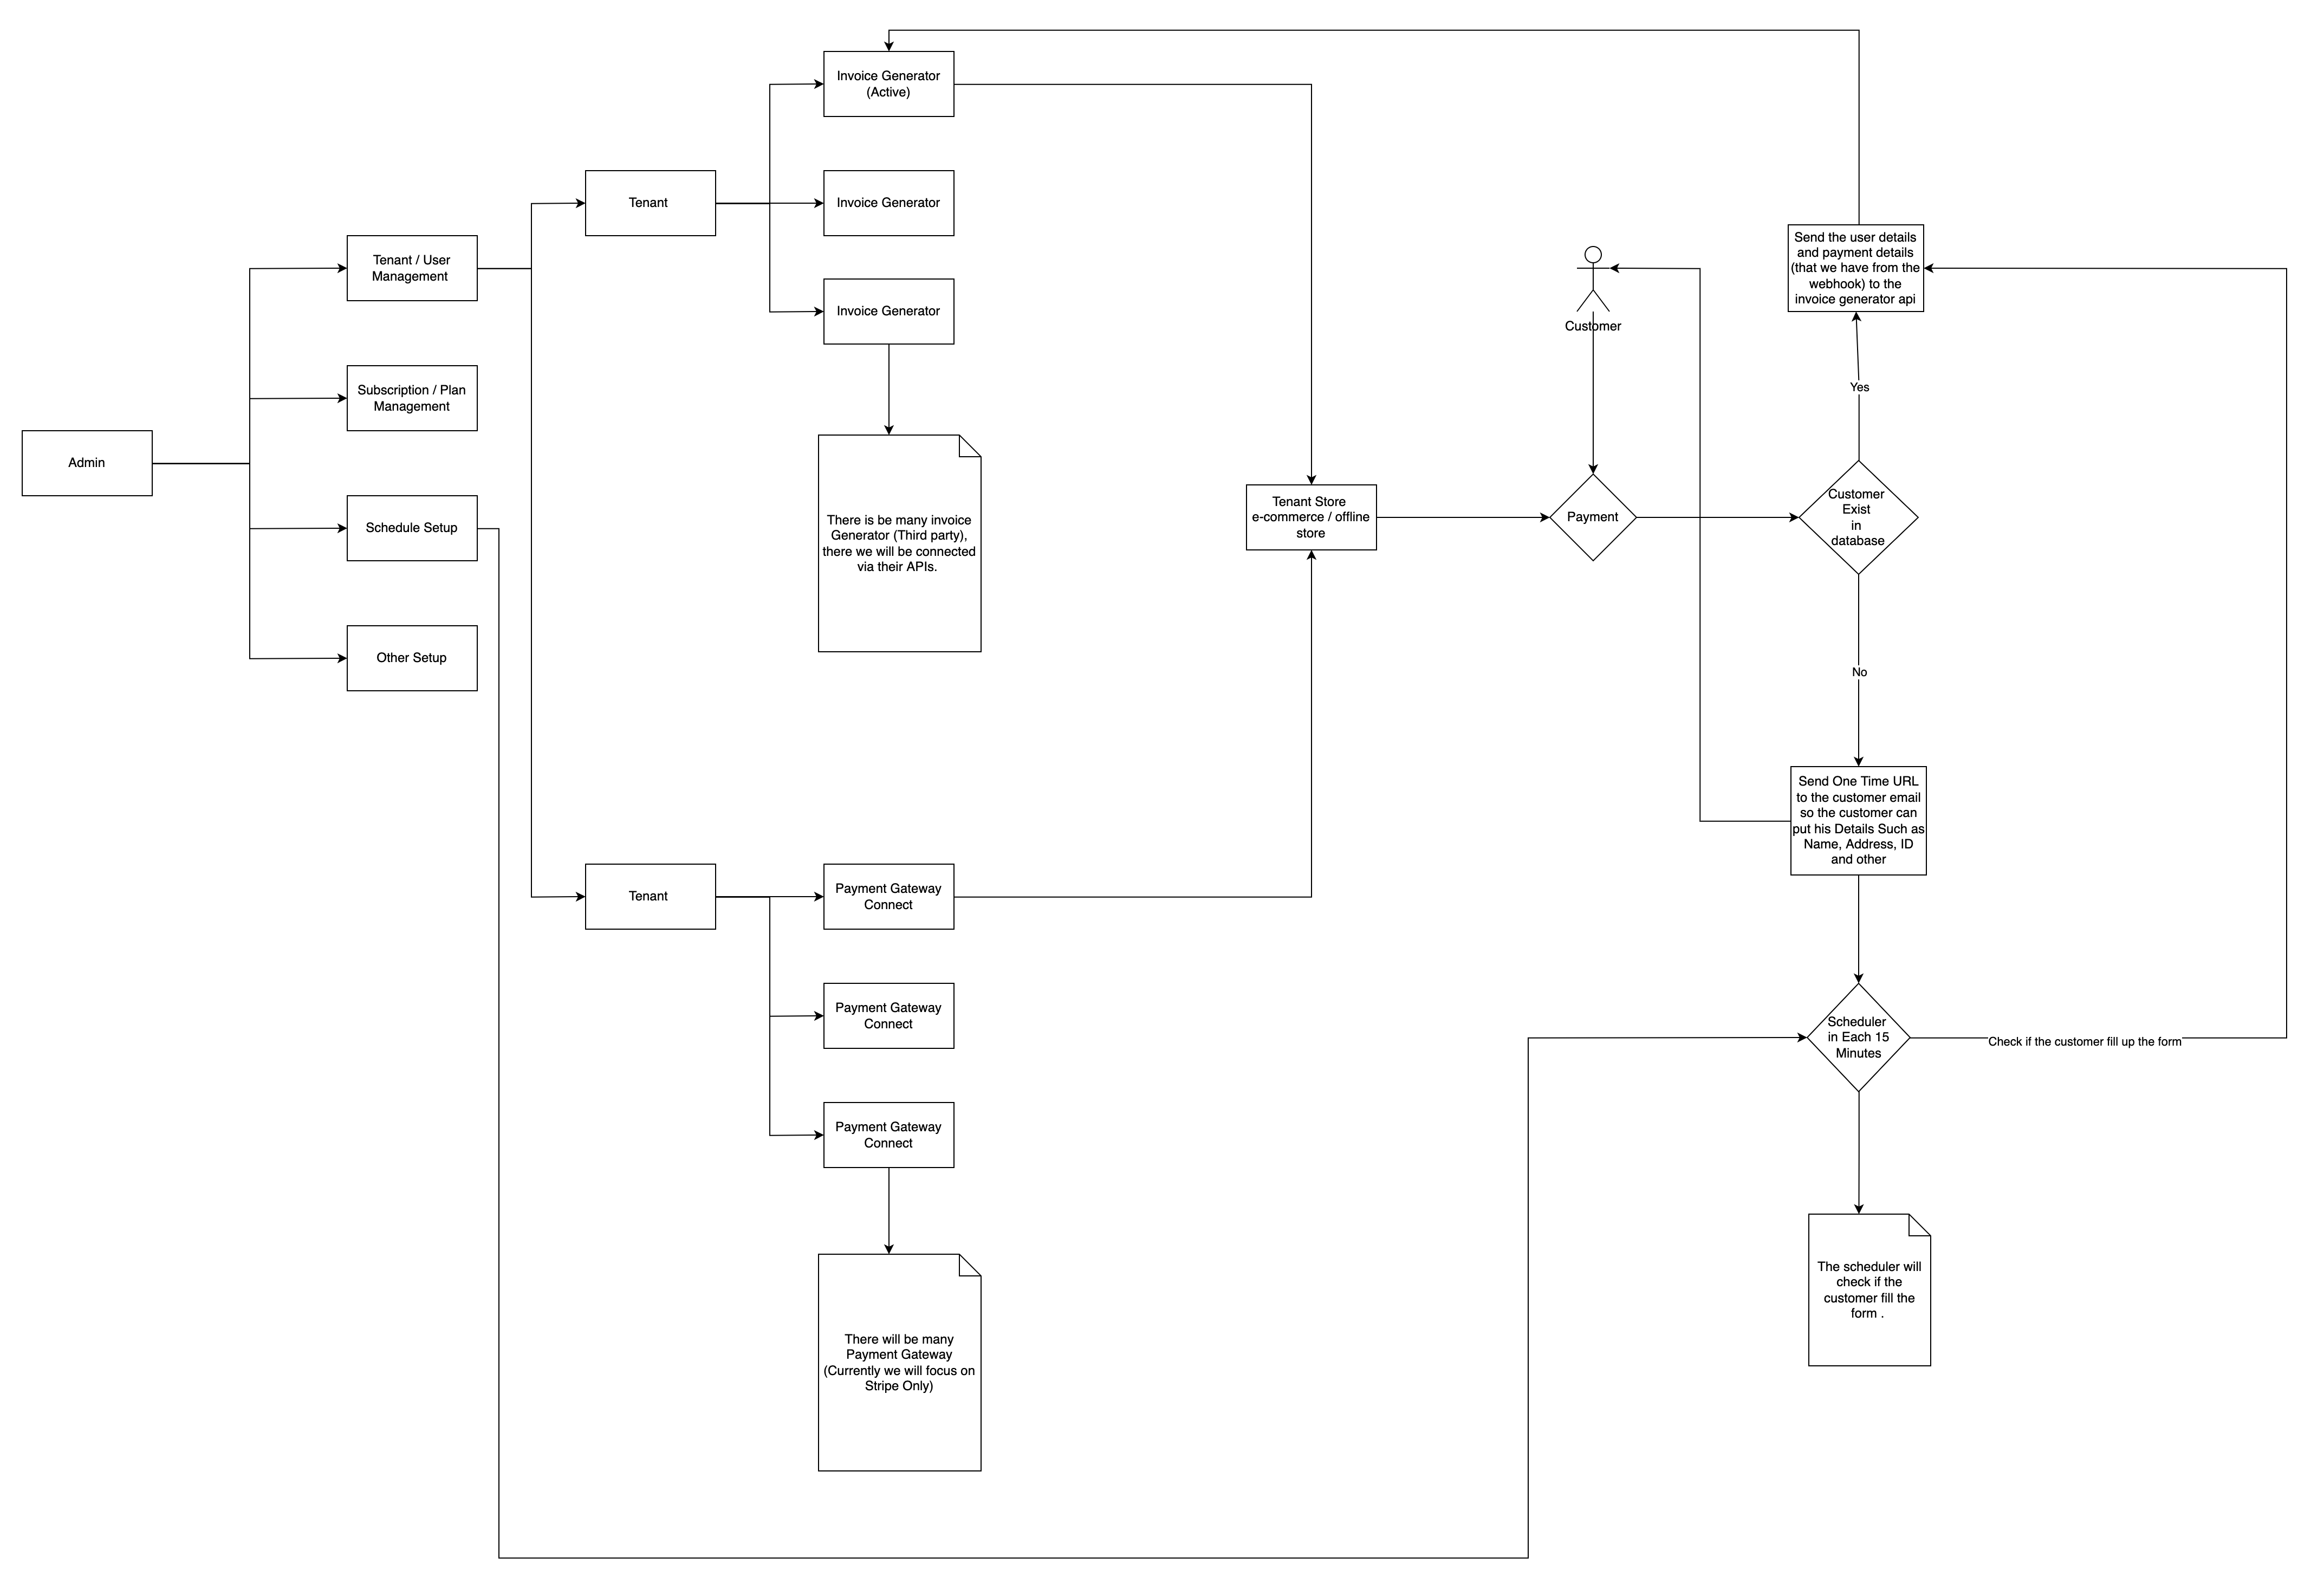 Invoice Generator
(Active)
Tenant
Invoice Generator
Tenant / User
Management
Invoice Generator
Subscription / Plan
Management
Admin
Schedule Setup
There is be many invoice
Generator (Third party),
there we will be connected
via their APIs.
Other Setup
Tenant Store
e-commerce / offline
store
Customer
Payment
Send the user details
and payment details
(that we have from the
webhook) to the
invoice generator api
Yes
Customer
Exist
in
database
No
Send One Time URL
to the customer email
so the customer can
put his Details Such as
Name, Address, ID
and other
Tenant
Payment Gateway
Connect
Payment Gateway
Connect
Payment Gateway
Connect
Scheduler
in Each 15
Minutes
Check if the customer fill up the form
The scheduler will
check if the
customer fill the
form .
There will be many
Payment Gateway
(Currently we will focus on
Stripe Only)